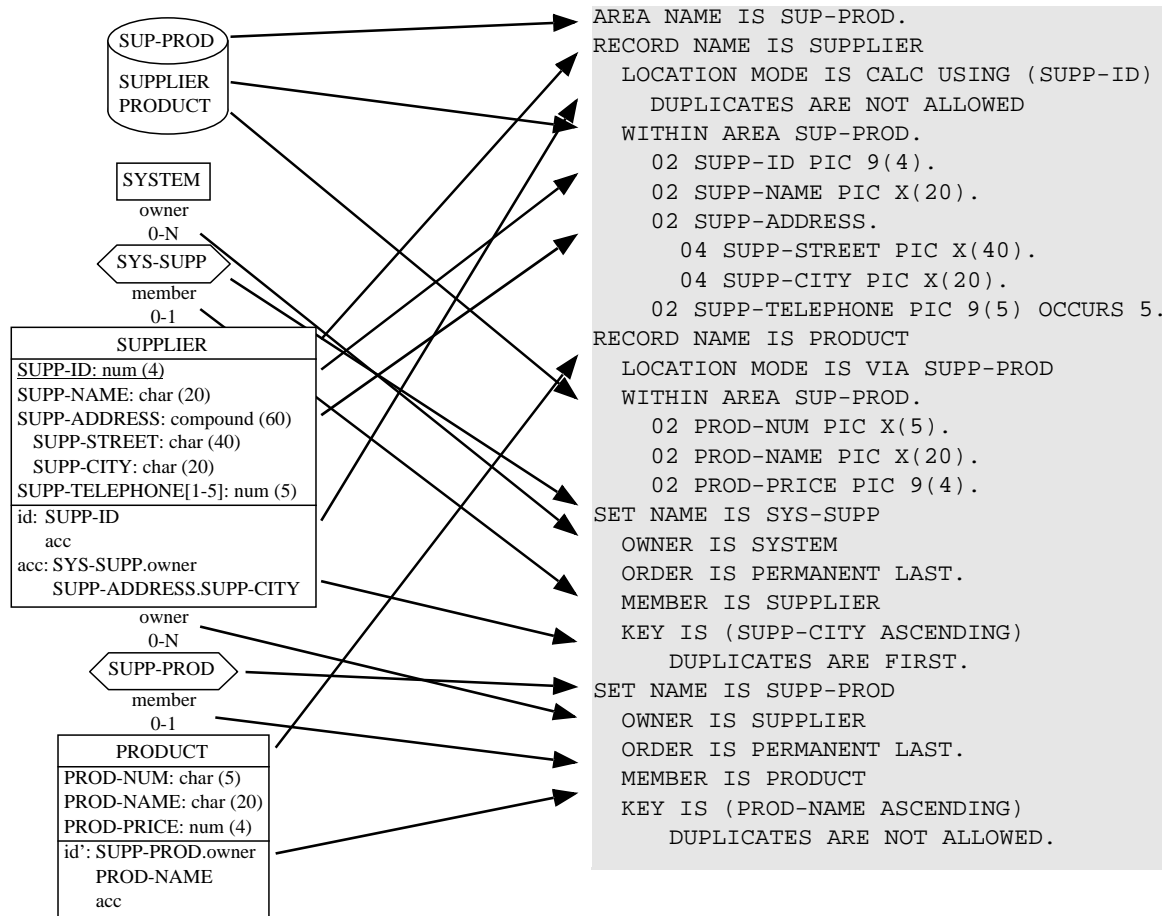 SUP-PROD
SUPPLIER
PRODUCT
SYSTEM
owner
0-N
SYS-SUPP
member
0-1
SUPPLIER
SUPP-ID: num (4)
SUPP-NAME: char (20)
SUPP-ADDRESS: compound (60)
SUPP-STREET: char (40)
SUPP-CITY: char (20)
SUPP-TELEPHONE[1-5]: num (5)
id: SUPP-ID
acc
acc: SYS-SUPP.owner
SUPP-ADDRESS.SUPP-CITY
owner
0-N
SUPP-PROD
member
0-1
PRODUCT
PROD-NUM: char (5)
PROD-NAME: char (20)
PROD-PRICE: num (4)
id’: SUPP-PROD.owner
PROD-NAME
acc
AREA NAME IS SUP-PROD.
RECORD NAME IS SUPPLIER
LOCATION MODE IS CALC USING (SUPP-ID)
DUPLICATES ARE NOT ALLOWED
WITHIN AREA SUP-PROD.
02 SUPP-ID PIC 9(4).
02 SUPP-NAME PIC X(20).
02 SUPP-ADDRESS.
04 SUPP-STREET PIC X(40).
04 SUPP-CITY PIC X(20).
02 SUPP-TELEPHONE PIC 9(5) OCCURS 5.
RECORD NAME IS PRODUCT
LOCATION MODE IS VIA SUPP-PROD
WITHIN AREA SUP-PROD.
02 PROD-NUM PIC X(5).
02 PROD-NAME PIC X(20).
02 PROD-PRICE PIC 9(4).
SET NAME IS SYS-SUPP
OWNER IS SYSTEM
ORDER IS PERMANENT LAST.
MEMBER IS SUPPLIER
KEY IS (SUPP-CITY ASCENDING)
DUPLICATES ARE FIRST.
SET NAME IS SUPP-PROD
OWNER IS SUPPLIER
ORDER IS PERMANENT LAST.
MEMBER IS PRODUCT
KEY IS (PROD-NAME ASCENDING)
DUPLICATES ARE NOT ALLOWED.